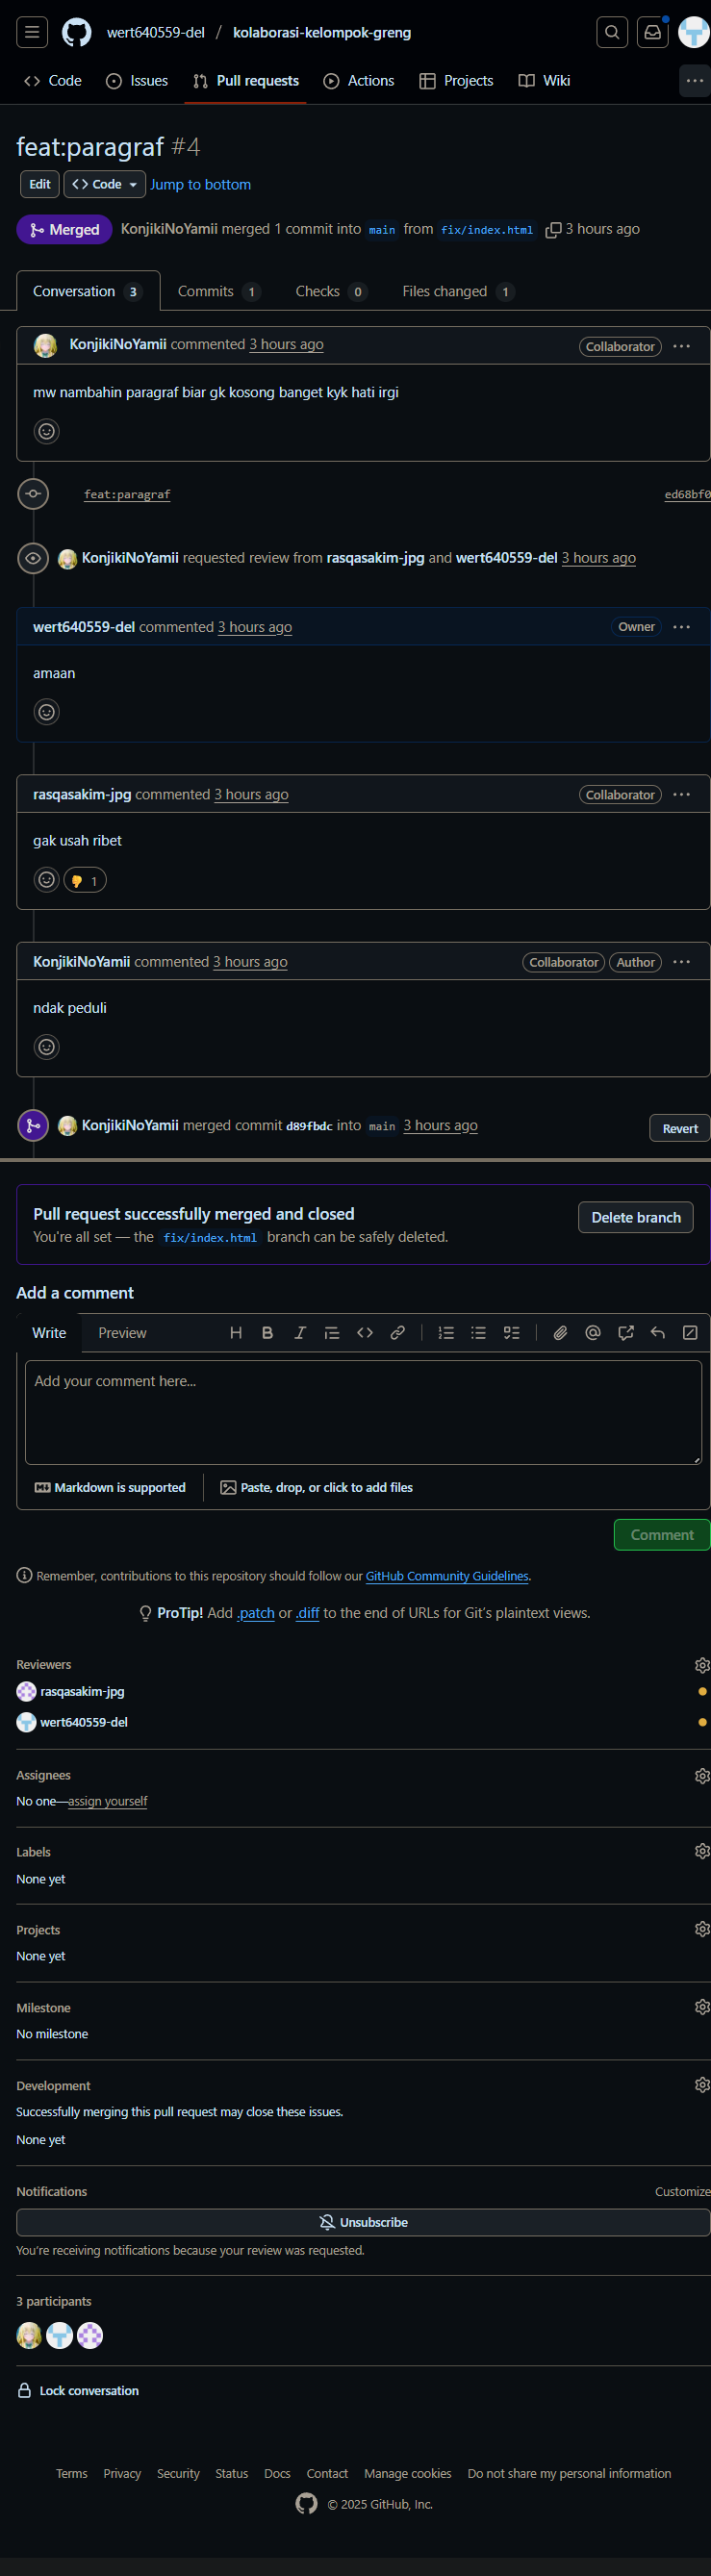 wert640559-del / kolaborasi-kelompok-greng
Code Issues Pull requests Actions Projects Wiki
feat:paragraf #4
Edit Code Jump to bottom
Merged KonjikiNoYamii merged 1 commit into main from fix/index.html 3 hours ago
Conversation 3 Commits 1 Checks 0 Files changed 1
KonjikiNoYamii commented 3 hours ago Collaborator
mw nambahin paragraf biar gk kosong banget kyk hati irgi
feat:paragraf ed68bf0
KonjikiNoYamii requested review from rasqasakim-jpg and wert640559-del 3 hours ago
wert640559-del commented 3 hours ago Owner
amaan
rasqasakim-jpg commented 3 hours ago Collaborator
gak usah ribet
1
KonjikiNoYamii commented 3 hours ago Collaborator Author
ndak peduli
KonjikiNoYamii merged commit d89fbdc into main 3 hours ago Revert
Pull request successfully merged and closed
You're all set — the fix/index.html branch can be safely deleted.
Delete branch
Add a comment
Write Preview
Add your comment here...
Markdown is supported Paste, drop, or click to add files
Comment
Remember, contributions to this repository should follow our GitHub Community Guidelines.
ProTip! Add .patch or .diff to the end of URLs for Git's plaintext views.
Reviewers
rasqasakim-jpg
wert640559-del
Assignees
No one—assign yourself
Labels
None yet
Projects
None yet
Milestone
No milestone
Development
Successfully merging this pull request may close these issues.
None yet
Notifications Customize
Unsubscribe
You're receiving notifications because your review was requested.
3 participants
Lock conversation
Terms Privacy Security Status Docs Contact Manage cookies Do not share my personal information
© 2025 GitHub, Inc.